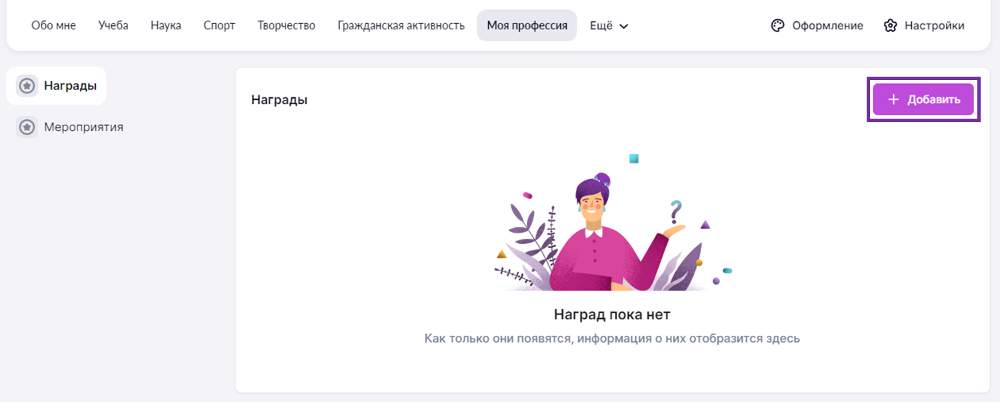 Обо мне Учеба Наука Спорт Творчество Гражданская активность Моя профессия Ещё Оформление Настройки
Награды
Мероприятия
Награды
+ Добавить
?
Наград пока нет
Как только они появятся, информация о них отобразится здесь